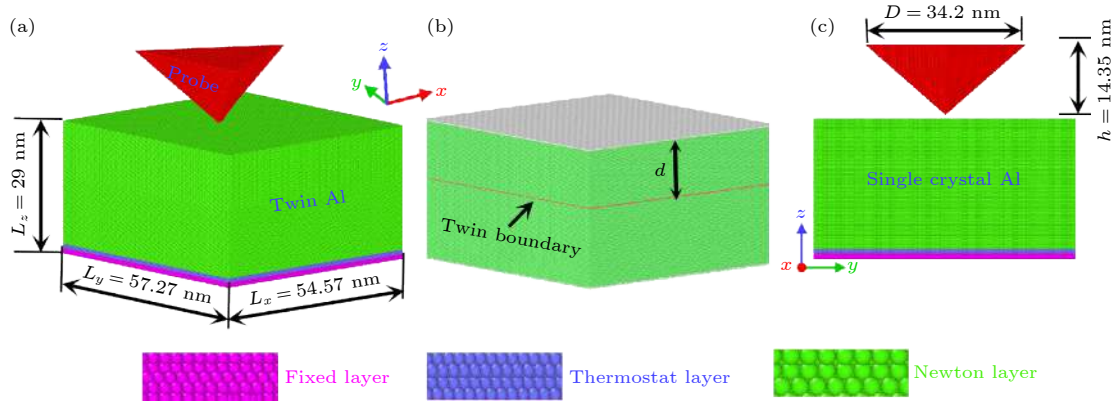 (a)
Probe
z
y
x
L_z = 29 nm
Twin Al
L_y = 57.27 nm
L_x = 54.57 nm
(b)
d
Twin boundary
(c)
D = 34.2 nm
h = 14.35 nm
Single crystal Al
z
x
y
Fixed layer
Thermostat layer
Newton layer